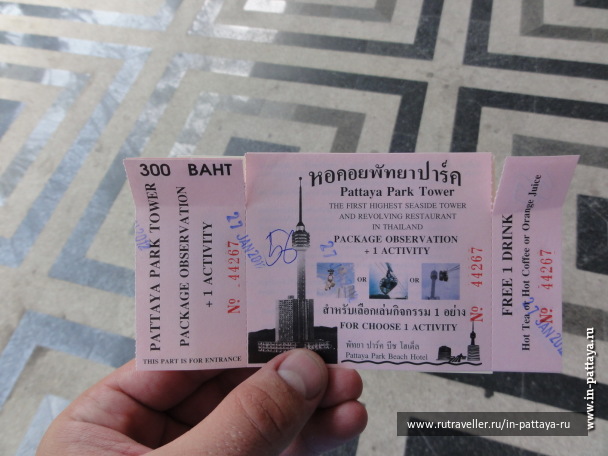 300 BAHT
PATTAYA PARK TOWER
PACKAGE OBSERVATION
+ 1 ACTIVITY
27 JAN
Nº 44267
THIS PART IS FOR ENTRANCE
หอคอยพัทยาปาร์ค
Pattaya Park Tower
THE FIRST HIGHEST SEASIDE TOWER
AND REVOLVING RESTAURANT
IN THAILAND
PACKAGE OBSERVATION
+ 1 ACTIVITY
56
27
OR OR
สำหรับเลือกเล่นกิจกรรม 1 อย่าง
FOR CHOOSE 1 ACTIVITY
พัทยา ปาร์ค บีช โฮเต็ล
Pattaya Park Beach Hotel
Nº 44267
FREE 1 DRINK
Hot Tea or Hot Coffee or Orange Juice
Nº 44267
27 JAN
www.in-pattaya.ru
www.rutraveller.ru/in-pattaya-ru